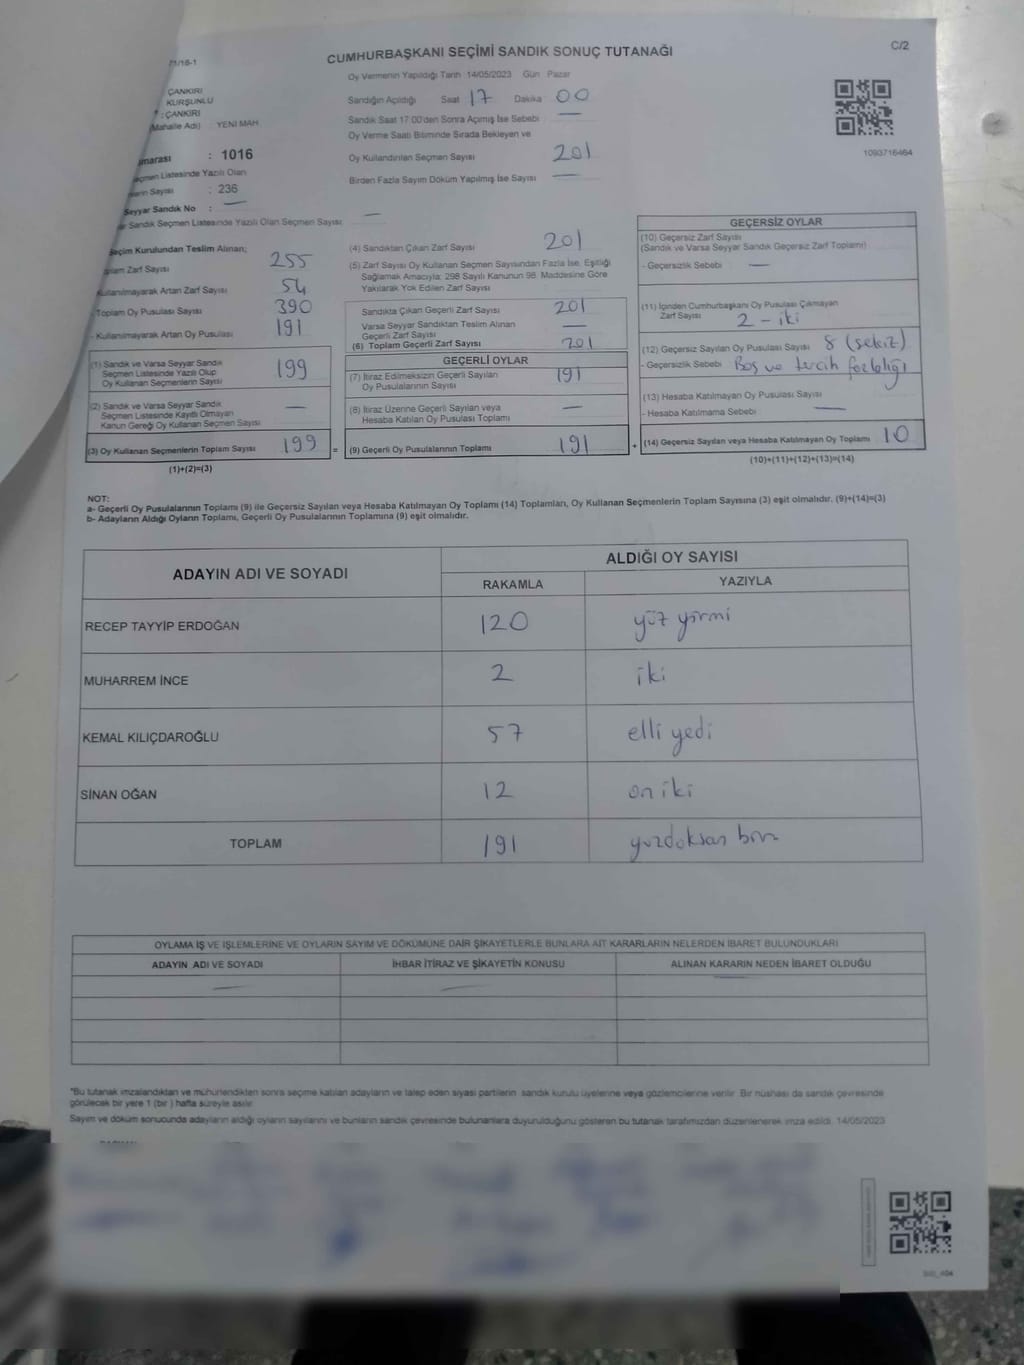 C/2
71/16-1
CUMHURBAŞKANI SEÇİMİ SANDIK SONUÇ TUTANAĞI
ÇANKIRI
KURŞUNLU
: ÇANKIRI
(Mahalle Adı) YENİ MAH
: 1016
Seçmen Listesinde Yazılı Olan
Sayısı : 236
Seyyar Sandık No : —
Sandık Seçmen Listesinde Yazılı Olan Seçmen Sayısı: —
Oy Vermenin Yapıldığı Tarih 14/05/2023 Gün Pazar
Sandığın Açıldığı Saat 17 Dakika 00
Sandık Saat 17:00'den Sonra Açımış İse Sebebi —
Oy Verme Saati Bitiminde Sırada Bekleyen ve
Oy Kullandırılan Seçmen Sayısı 201
Birden Fazla Sayım Döküm Yapılmış İse Sayısı —
1093716464
Seçim Kurulundan Teslim Alınan;
Toplam Zarf Sayısı 255
- Kullanılmayarak Artan Zarf Sayısı 54
- Toplam Oy Pusulası Sayısı 390
- Kullanılmayarak Artan Oy Pusulası 191
(1) Sandık ve Varsa Seyyar Sandık
Seçmen Listesinde Yazılı Olup
Oy Kullanan Seçmenlerin Sayısı 199
(2) Sandık ve Varsa Seyyar Sandık
Seçmen Listesinde Kayıtlı Olmayan
Kanun Gereği Oy Kullanan Seçmen Sayısı —
(3) Oy Kullanan Seçmenlerin Toplam Sayısı 199 =
(1)+(2)=(3)
(4) Sandıktan Çıkan Zarf Sayısı 201
(5) Zarf Sayısı Oy Kullanan Seçmen Sayısından Fazla İse, Eşitliği
Sağlamak Amacıyla; 298 Sayılı Kanunun 98. Maddesine Göre
Yakılarak Yok Edilen Zarf Sayısı
Sandıkta Çıkan Geçerli Zarf Sayısı 201
Varsa Seyyar Sandıktan Teslim Alınan
Geçerli Zarf Sayısı —
(6) Toplam Geçerli Zarf Sayısı 201
GEÇERLİ OYLAR
(7) İtiraz Edilmeksizin Geçerli Sayılan
Oy Pusulalarının Sayısı 191
(8) İtiraz Üzerine Geçerli Sayılan veya
Hesaba Katılan Oy Pusulası Toplamı —
(9) Geçerli Oy Pusulalarının Toplamı 191 +
GEÇERSİZ OYLAR
(10) Geçersiz Zarf Sayısı
(Sandık ve Varsa Seyyar Sandık Geçersiz Zarf Toplamı)
- Geçersizlik Sebebi —
(11) İçinden Cumhurbaşkanı Oy Pusulası Çıkmayan
Zarf Sayısı 2 - iki
(12) Geçersiz Sayılan Oy Pusulası Sayısı 8 (sekiz)
- Geçersizlik Sebebi Boş ve tercih fazlalığı
(13) Hesaba Katılmayan Oy Pusulası Sayısı
- Hesaba Katılmama Sebebi —
(14) Geçersiz Sayılan veya Hesaba Katılmayan Oy Toplamı 10
(10)+(11)+(12)+(13)=(14)
NOT:
a- Geçerli Oy Pusulalarının Toplamı (9) ile Geçersiz Sayılan veya Hesaba Katılmayan Oy Toplamı (14) Toplamları, Oy Kullanan Seçmenlerin Toplam Sayısına (3) eşit olmalıdır. (9)+(14)=(3)
b- Adayların Aldığı Oyların Toplamı, Geçerli Oy Pusulalarının Toplamına (9) eşit olmalıdır.
ADAYIN ADI VE SOYADI ALDIĞI OY SAYISI
RAKAMLA YAZIYLA
RECEP TAYYİP ERDOĞAN 120 yüz yirmi
MUHARREM İNCE 2 iki
KEMAL KILIÇDAROĞLU 57 elli yedi
SİNAN OĞAN 12 on iki
TOPLAM 191 yuzdoksan bir
OYLAMA İŞ VE İŞLEMLERİNE VE OYLARIN SAYIM VE DÖKÜMÜNE DAİR ŞİKAYETLERLE BUNLARA AİT KARARLARIN NELERDEN İBARET BULUNDUKLARI
ADAYIN ADI VE SOYADI İHBAR İTİRAZ VE ŞİKAYETİN KONUSU ALINAN KARARIN NEDEN İBARET OLDUĞU
— — —
*Bu tutanak imzalandıktan ve mühürlendikten sonra seçime katılan adayların ve talep eden siyasi partilerin sandık kurulu üyelerine veya gözlemcilerine verilir. Bir nüshası da sandık çevresinde
görülecek bir yere 1 (bir ) hafta süreyle asılır.
Sayım ve döküm sonucunda adayların aldığı oyların sayılarını ve bunların sandık çevresinde bulunanlara duyurulduğunu gösteren bu tutanak tarafımızdan düzenlenerek imza edildi. 14/05/2023